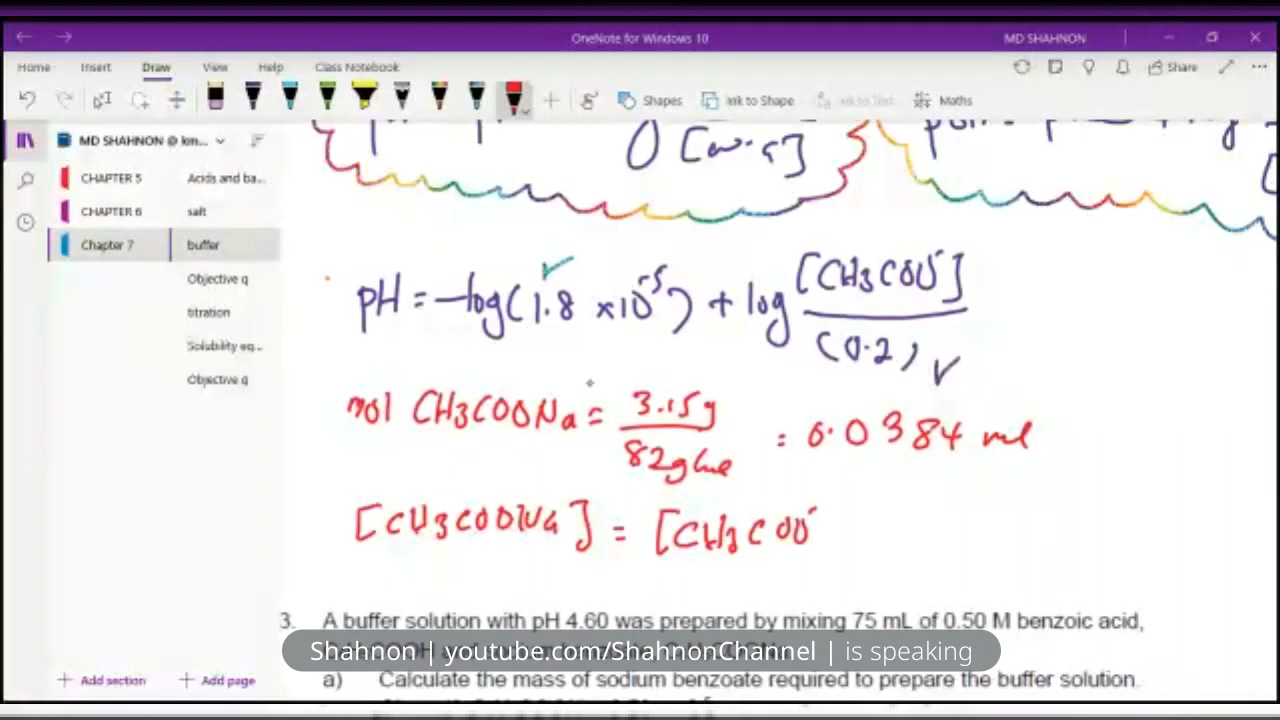 OneNote for Windows 10
MD SHAHNON
Home Insert Draw View Help Class Notebook
Share
Shapes Ink to Shape Ink to Text Maths
MD SHAHNON @ km...
CHAPTER 5 Acids and ba...
CHAPTER 6 salt
Chapter 7 buffer
Objective q
titration
Solubility eq...
Objective q
pH = -log(1.8 ×10⁻⁵) + log [CH3COO⁻]
(0.2)
mol CH3COONa = 3.15g = 0.0384 mol
82g/mol
[CH3COONa] = [CH3COO⁻
3. A buffer solution with pH 4.60 was prepared by mixing 75 mL of 0.50 M benzoic acid,
Shahnon | youtube.com/ShahnonChannel | is speaking
a) Calculate the mass of sodium benzoate required to prepare the buffer solution.
Add section Add page